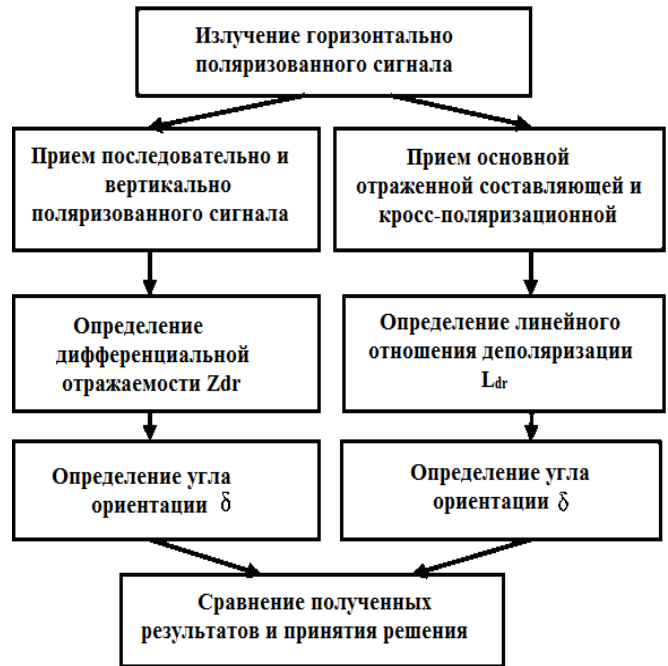 Излучение горизонтально
поляризованного сигнала
Прием последовательно и
вертикально
поляризованного сигнала
Прием основной
отраженной составляющей и
кросс-поляризационной
Определение
дифференциальной
отражаемости Zdr
Определение линейного
отношения деполяризации
Ldr
Определение угла
ориентации δ
Определение угла
ориентации δ
Сравнение полученных
результатов и принятия решения